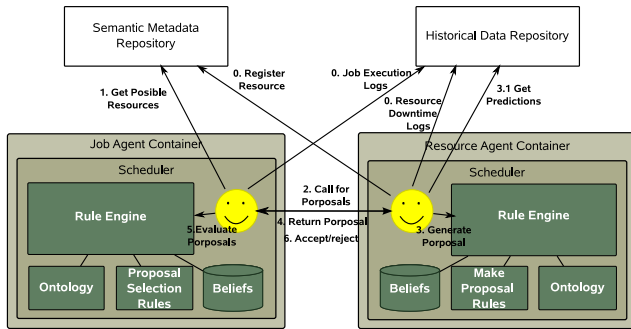 Semantic Metadata
Repository
Historical Data Repository
0. Register
Resource
0. Job Execution
Logs
1. Get Posible
Resources
0. Resource
Downtime
Logs
3.1 Get
Predictions
Job Agent Container
Scheduler
Rule Engine
Ontology
Proposal
Selection
Rules
Beliefs
5.Evaluate
Porposals
2. Call for
Porposals
4. Return Porposal
6. Accept/reject
Resource Agent Container
Scheduler
Rule Engine
3. Generate
Porposal
Beliefs
Make
Proposal
Rules
Ontology